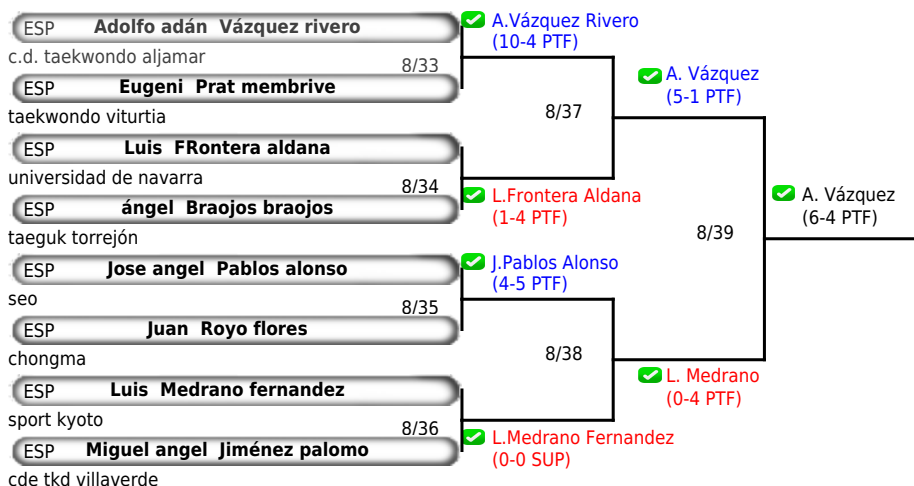 ESP Adolfo adán Vázquez rivero
c.d. taekwondo aljamar
8/33
ESP Eugeni Prat membrive
taekwondo viturtia
ESP Luis FRontera aldana
universidad de navarra
8/34
ESP ángel Braojos braojos
taeguk torrejón
ESP Jose angel Pablos alonso
seo
8/35
ESP Juan Royo flores
chongma
ESP Luis Medrano fernandez
sport kyoto
8/36
ESP Miguel angel Jiménez palomo
cde tkd villaverde
A.Vázquez Rivero
(10-4 PTF)
8/37
L.Frontera Aldana
(1-4 PTF)
J.Pablos Alonso
(4-5 PTF)
8/38
L.Medrano Fernandez
(0-0 SUP)
A. Vázquez
(5-1 PTF)
8/39
L. Medrano
(0-4 PTF)
A. Vázquez
(6-4 PTF)